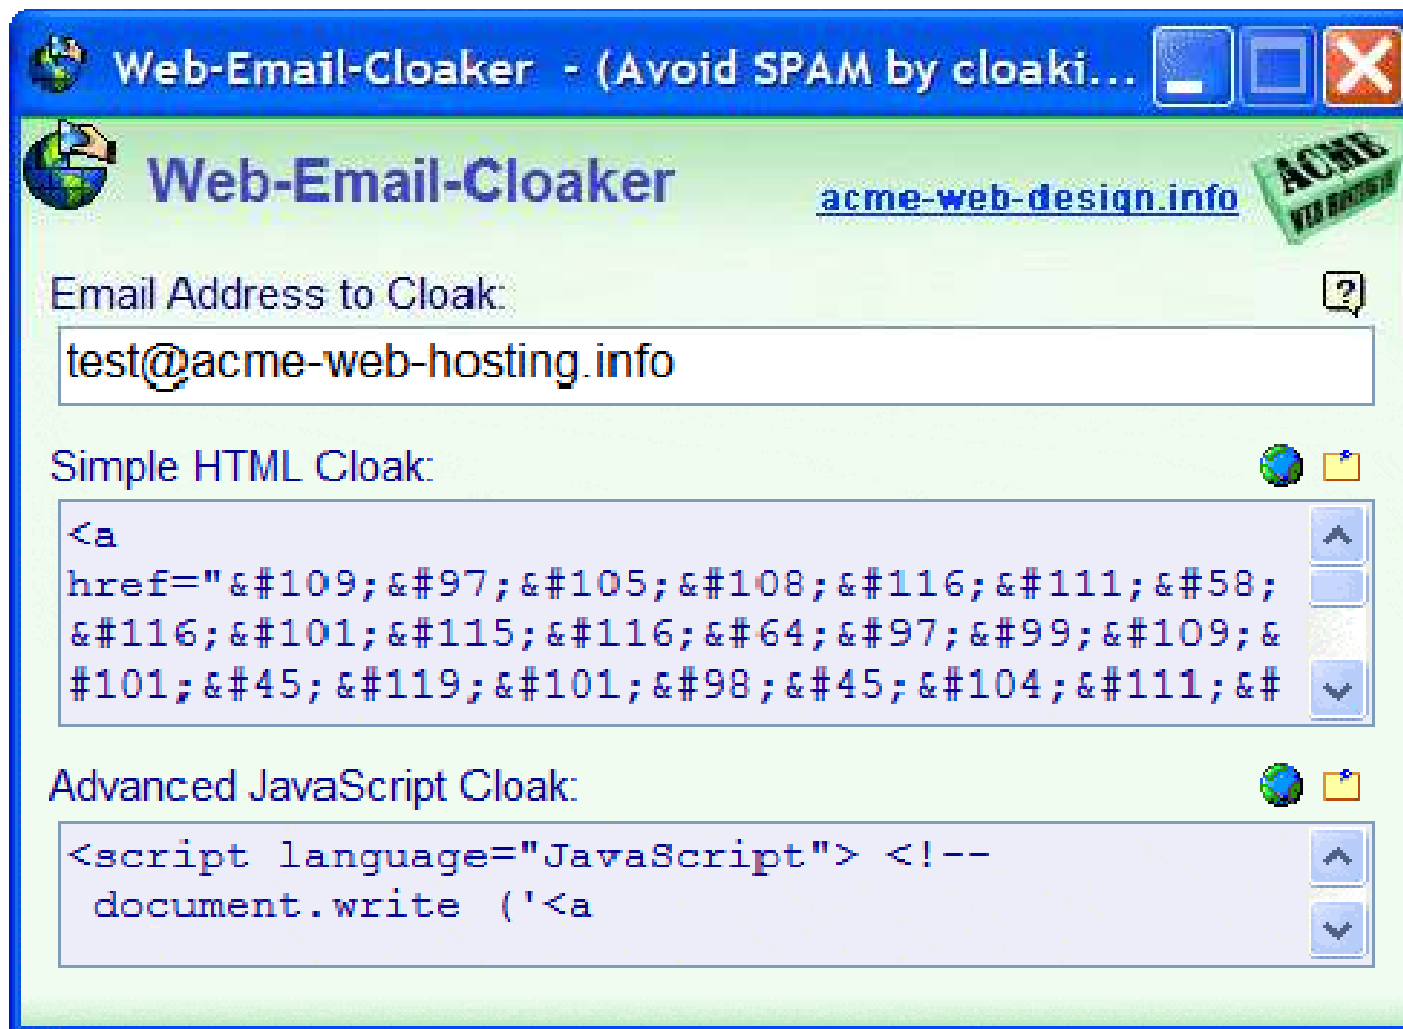 Web-Email-Cloaker - (Avoid SPAM by cloaki...
Web-Email-Cloaker
acme-web-design.info
ACME
WEB DESIGN
Email Address to Cloak:
?
test@acme-web-hosting.info
Simple HTML Cloak:
<a
href="&#109;&#97;&#105;&#108;&#116;&#111;&#58;
&#116;&#101;&#115;&#116;&#64;&#97;&#99;&#109;&
#101;&#45;&#119;&#101;&#98;&#45;&#104;&#111;&#
Advanced JavaScript Cloak:
<script language="JavaScript"> <!--
document.write ('<a